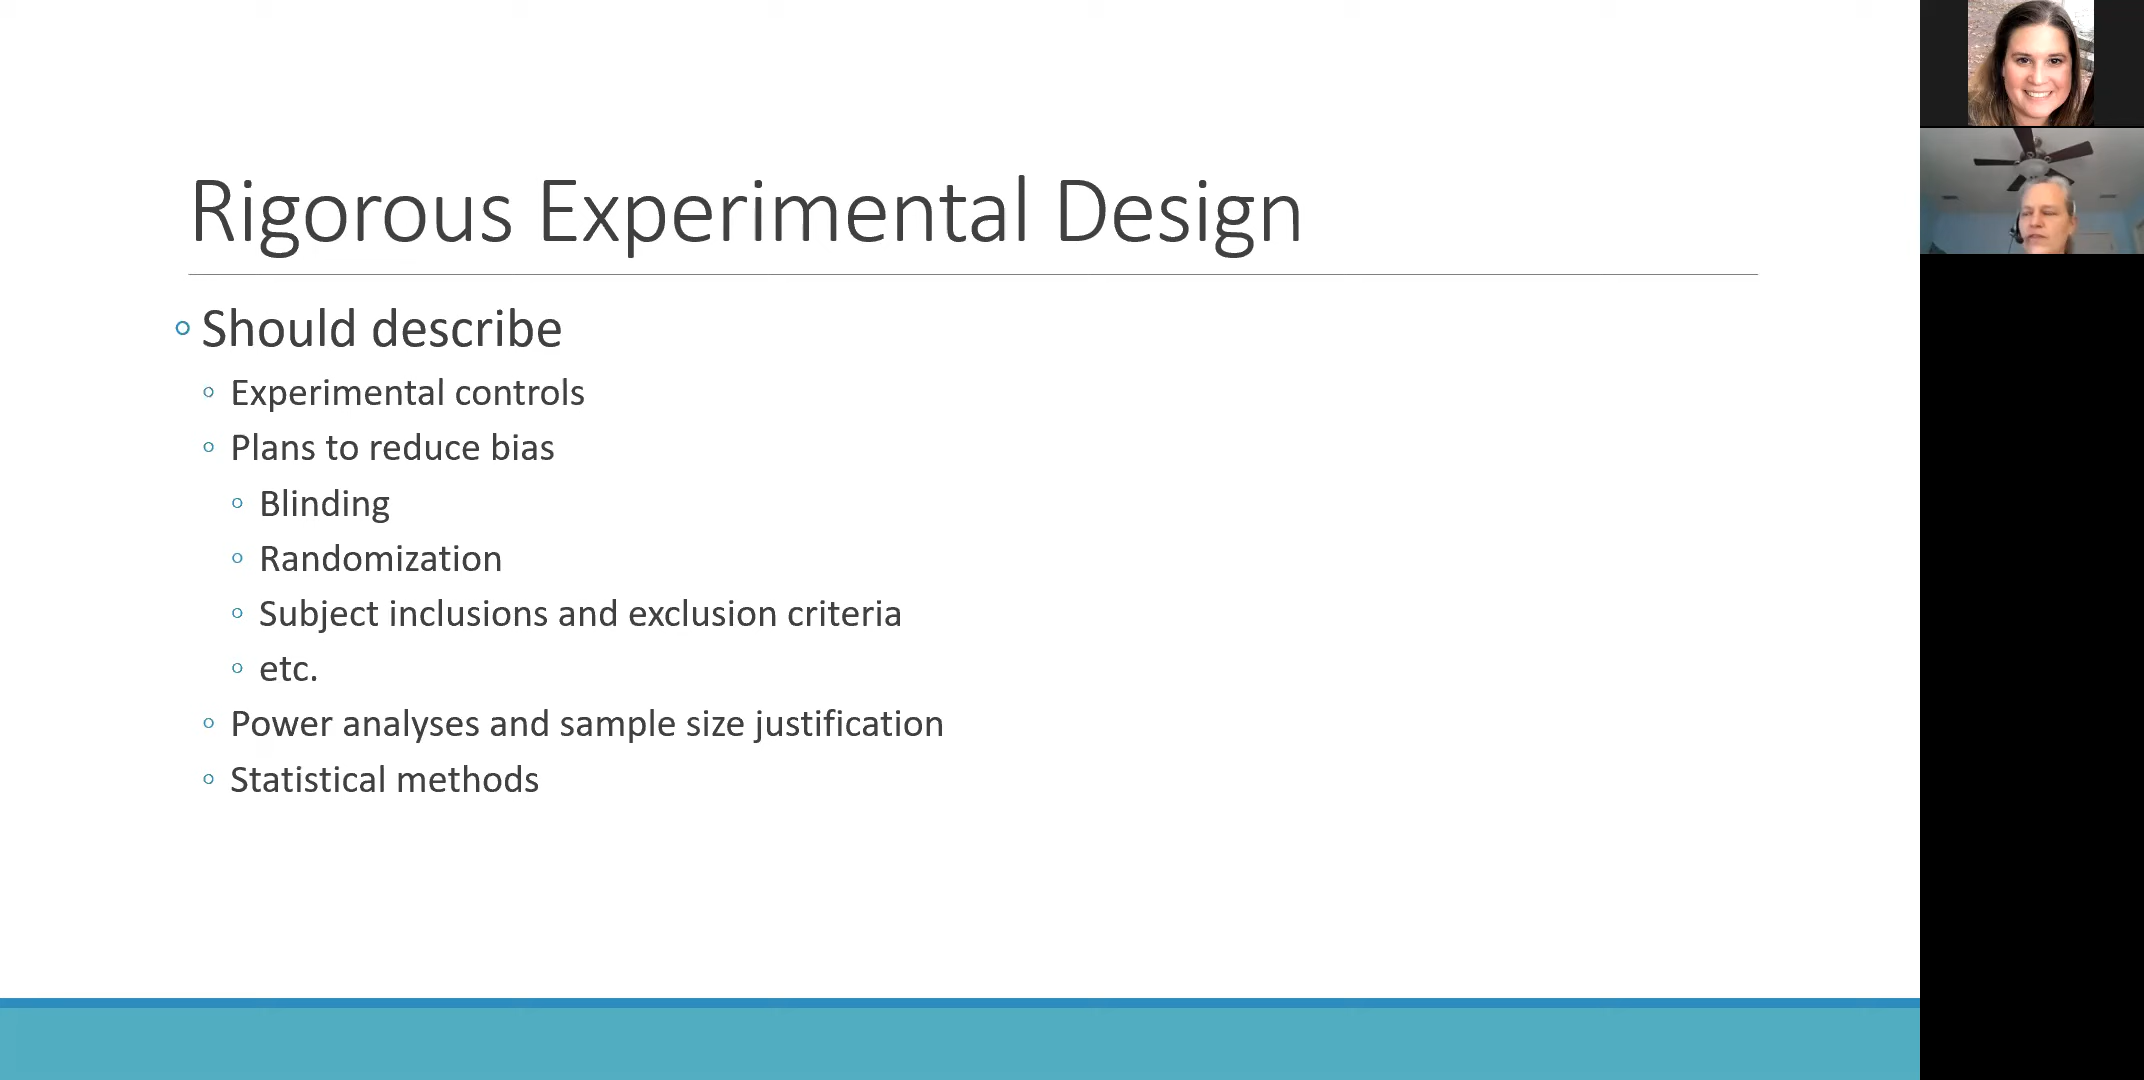 Rigorous Experimental Design
Should describe
Experimental controls
Plans to reduce bias
Blinding
Randomization
Subject inclusions and exclusion criteria
etc.
Power analyses and sample size justification
Statistical methods